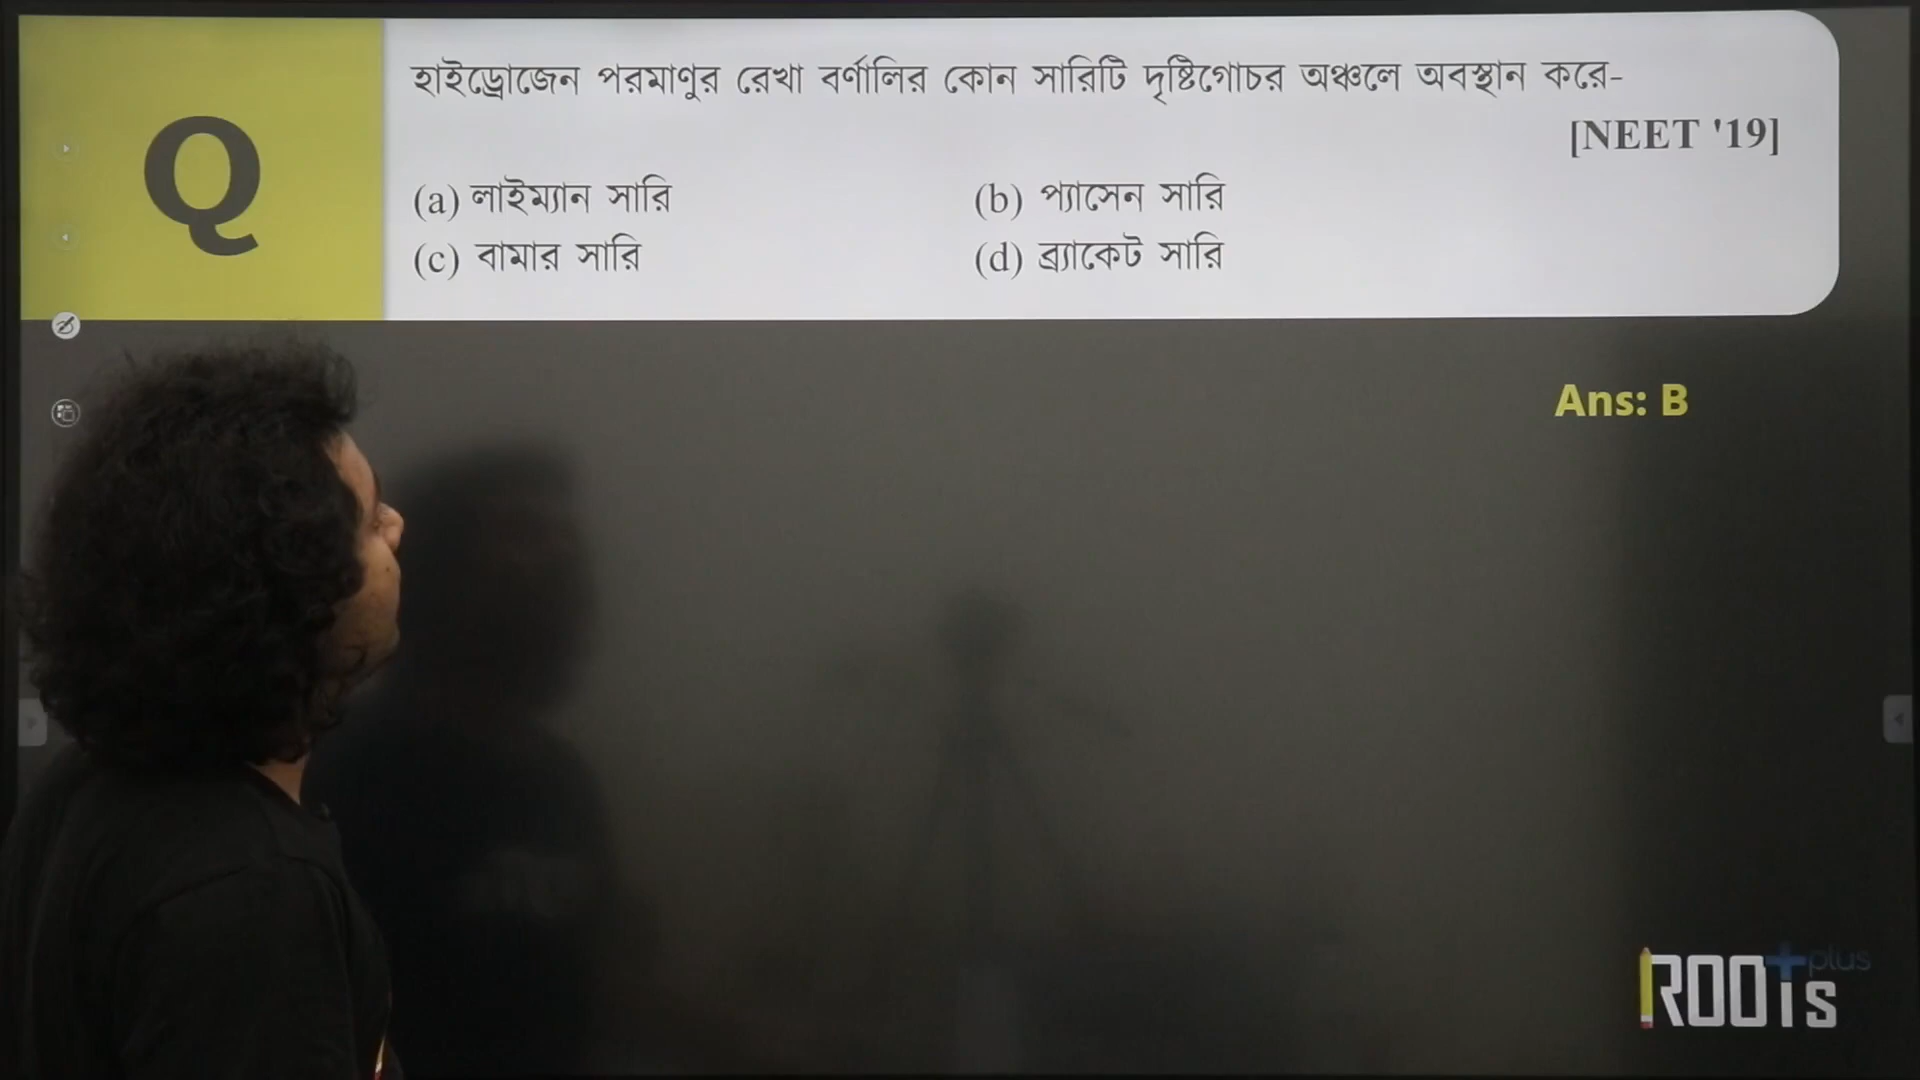 Q
হাইড্রোজেন পরমাণুর রেখা বর্ণালির কোন সারিটি দৃষ্টিগোচর অঞ্চলে অবস্থান করে-
[NEET '19]
(a) লাইম্যান সারি (b) প্যাসেন সারি
(c) বামার সারি (d) ব্র্যাকেট সারি
Ans: B
ROOTs plus